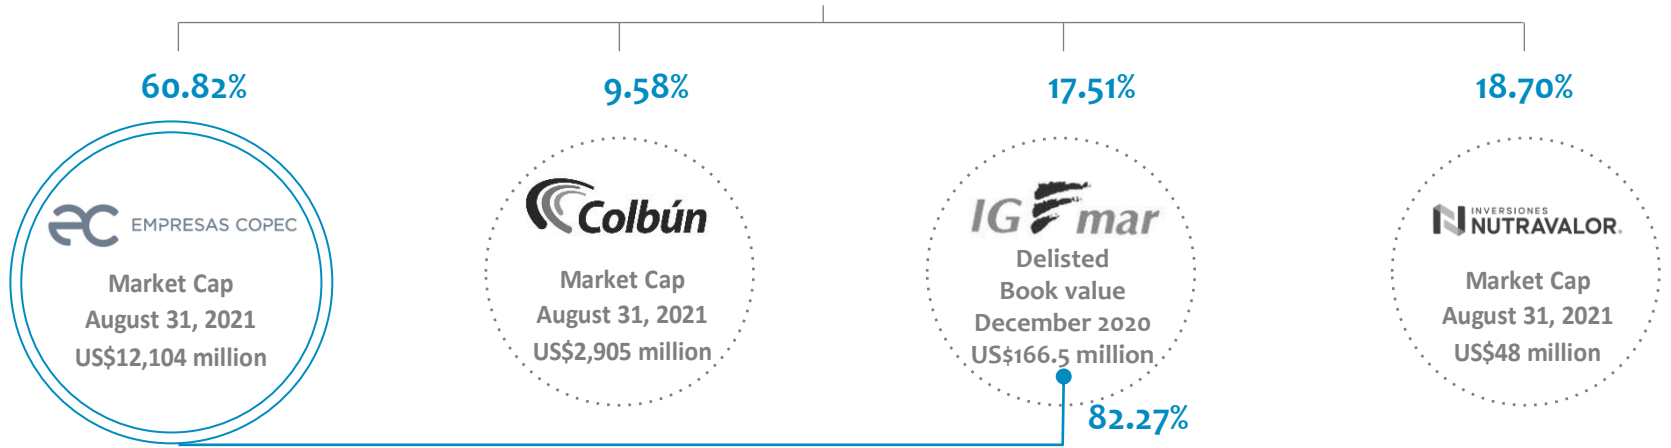 60.82%
9.58%
17.51%
18.70%
EMPRESAS COPEC
Market Cap
August 31, 2021
US$12,104 million
Colbún
Market Cap
August 31, 2021
US$2,905 million
IG mar
Delisted
Book value
December 2020
US$166.5 million
82.27%
INVERSIONES
NUTRAVALOR.
Market Cap
August 31, 2021
US$48 million